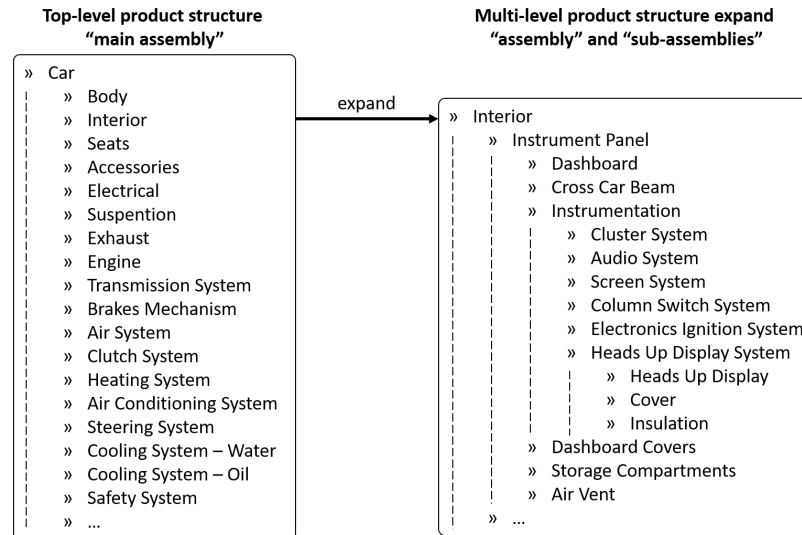 Top-level product structure
“main assembly”
» Car
» Body
» Interior
» Seats
» Accessories
» Electrical
» Suspention
» Exhaust
» Engine
» Transmission System
» Brakes Mechanism
» Air System
» Clutch System
» Heating System
» Air Conditioning System
» Steering System
» Cooling System – Water
» Cooling System – Oil
» Safety System
» ...
expand
Multi-level product structure expand
“assembly” and “sub-assemblies”
» Interior
» Instrument Panel
» Dashboard
» Cross Car Beam
» Instrumentation
» Cluster System
» Audio System
» Screen System
» Column Switch System
» Electronics Ignition System
» Heads Up Display System
» Heads Up Display
» Cover
» Insulation
» Dashboard Covers
» Storage Compartments
» Air Vent
» ...